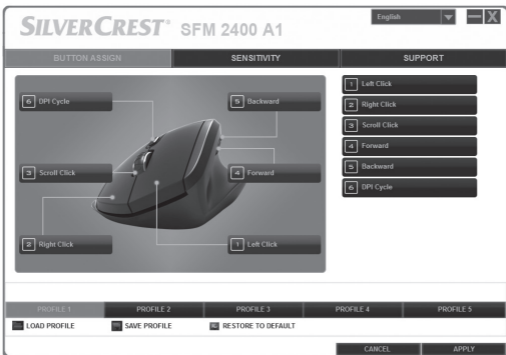 SILVERCREST® SFM 2400 A1
English
BUTTON ASSIGN SENSITIVITY SUPPORT
6 DPI Cycle
5 Backward
3 Scroll Click
4 Forward
2 Right Click
1 Left Click
1 Left Click
2 Right Click
3 Scroll Click
4 Forward
5 Backward
6 DPI Cycle
PROFILE 1 PROFILE 2 PROFILE 3 PROFILE 4 PROFILE 5
LOAD PROFILE SAVE PROFILE RESTORE TO DEFAULT
CANCEL APPLY